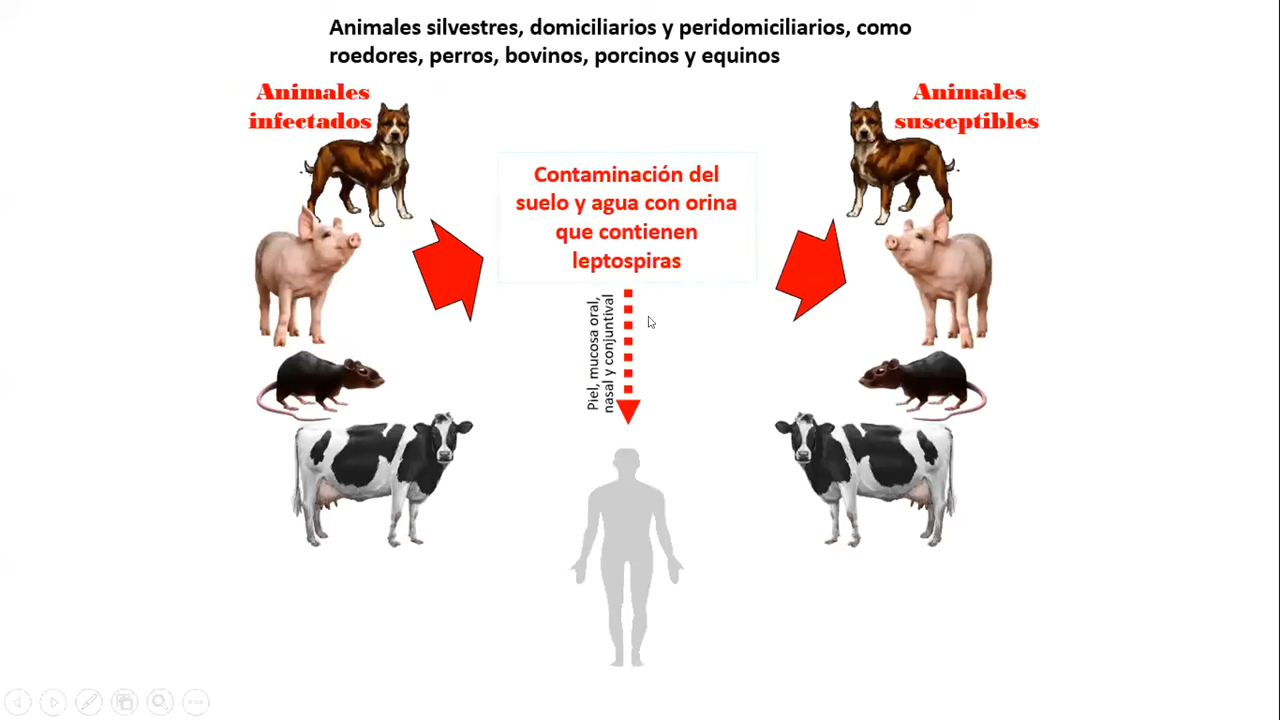 Animales silvestres, domiciliarios y peridomiciliarios, como
roedores, perros, bovinos, porcinos y equinos
Animales
infectados
Animales
susceptibles
Contaminación del
suelo y agua con orina
que contienen
leptospiras
Piel, mucosa oral,
nasal y conjuntival